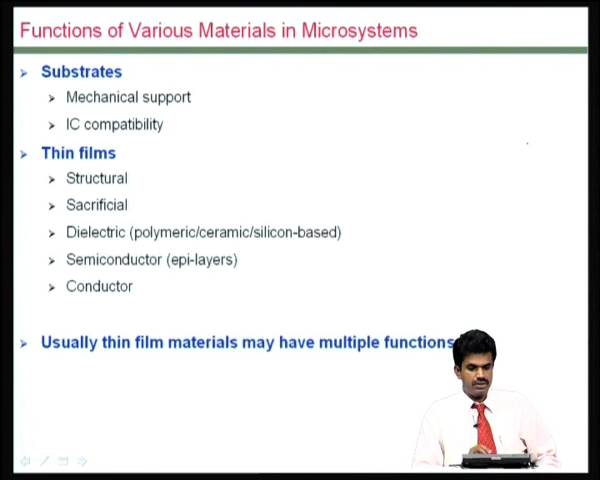 Functions of Various Materials in Microsystems
Substrates
Mechanical support
IC compatibility
Thin films
Structural
Sacrificial
Dielectric (polymeric/ceramic/silicon-based)
Semiconductor (epi-layers)
Conductor
Usually thin film materials may have multiple functions